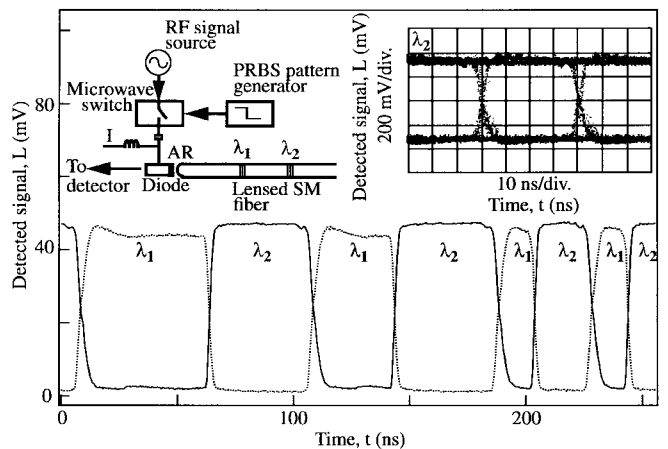 RF signal
source
Microwave
switch
PRBS pattern
generator
I
AR
λ1
λ2
To
detector
Diode
Lensed SM
fiber
λ2
Detected signal, L (mV)
200 mV/div.
10 ns/div.
Time, t (ns)
Detected signal, L (mV)
80
40
0
λ1
λ2
λ1
λ2
λ1
λ2
λ1
λ2
0
100
200
Time, t (ns)